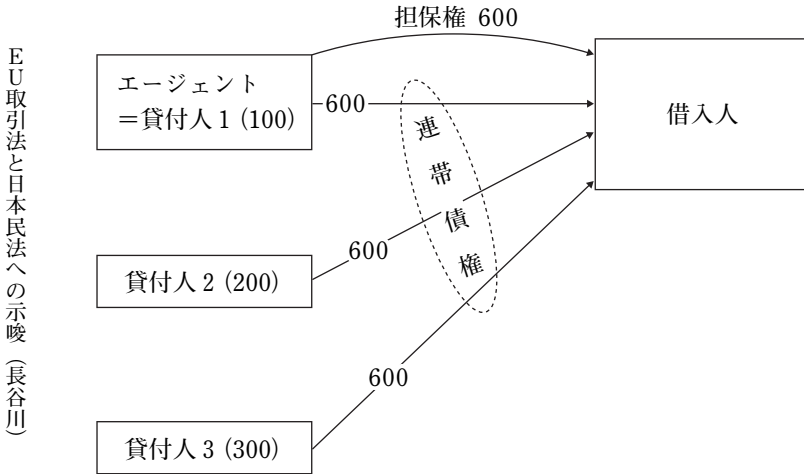 EU取引法と日本民法への示唆（長谷川）
担保権 600
エージェント
＝貸付人1 (100)
600
借入人
連帯債権
貸付人2 (200)
600
貸付人3 (300)
600